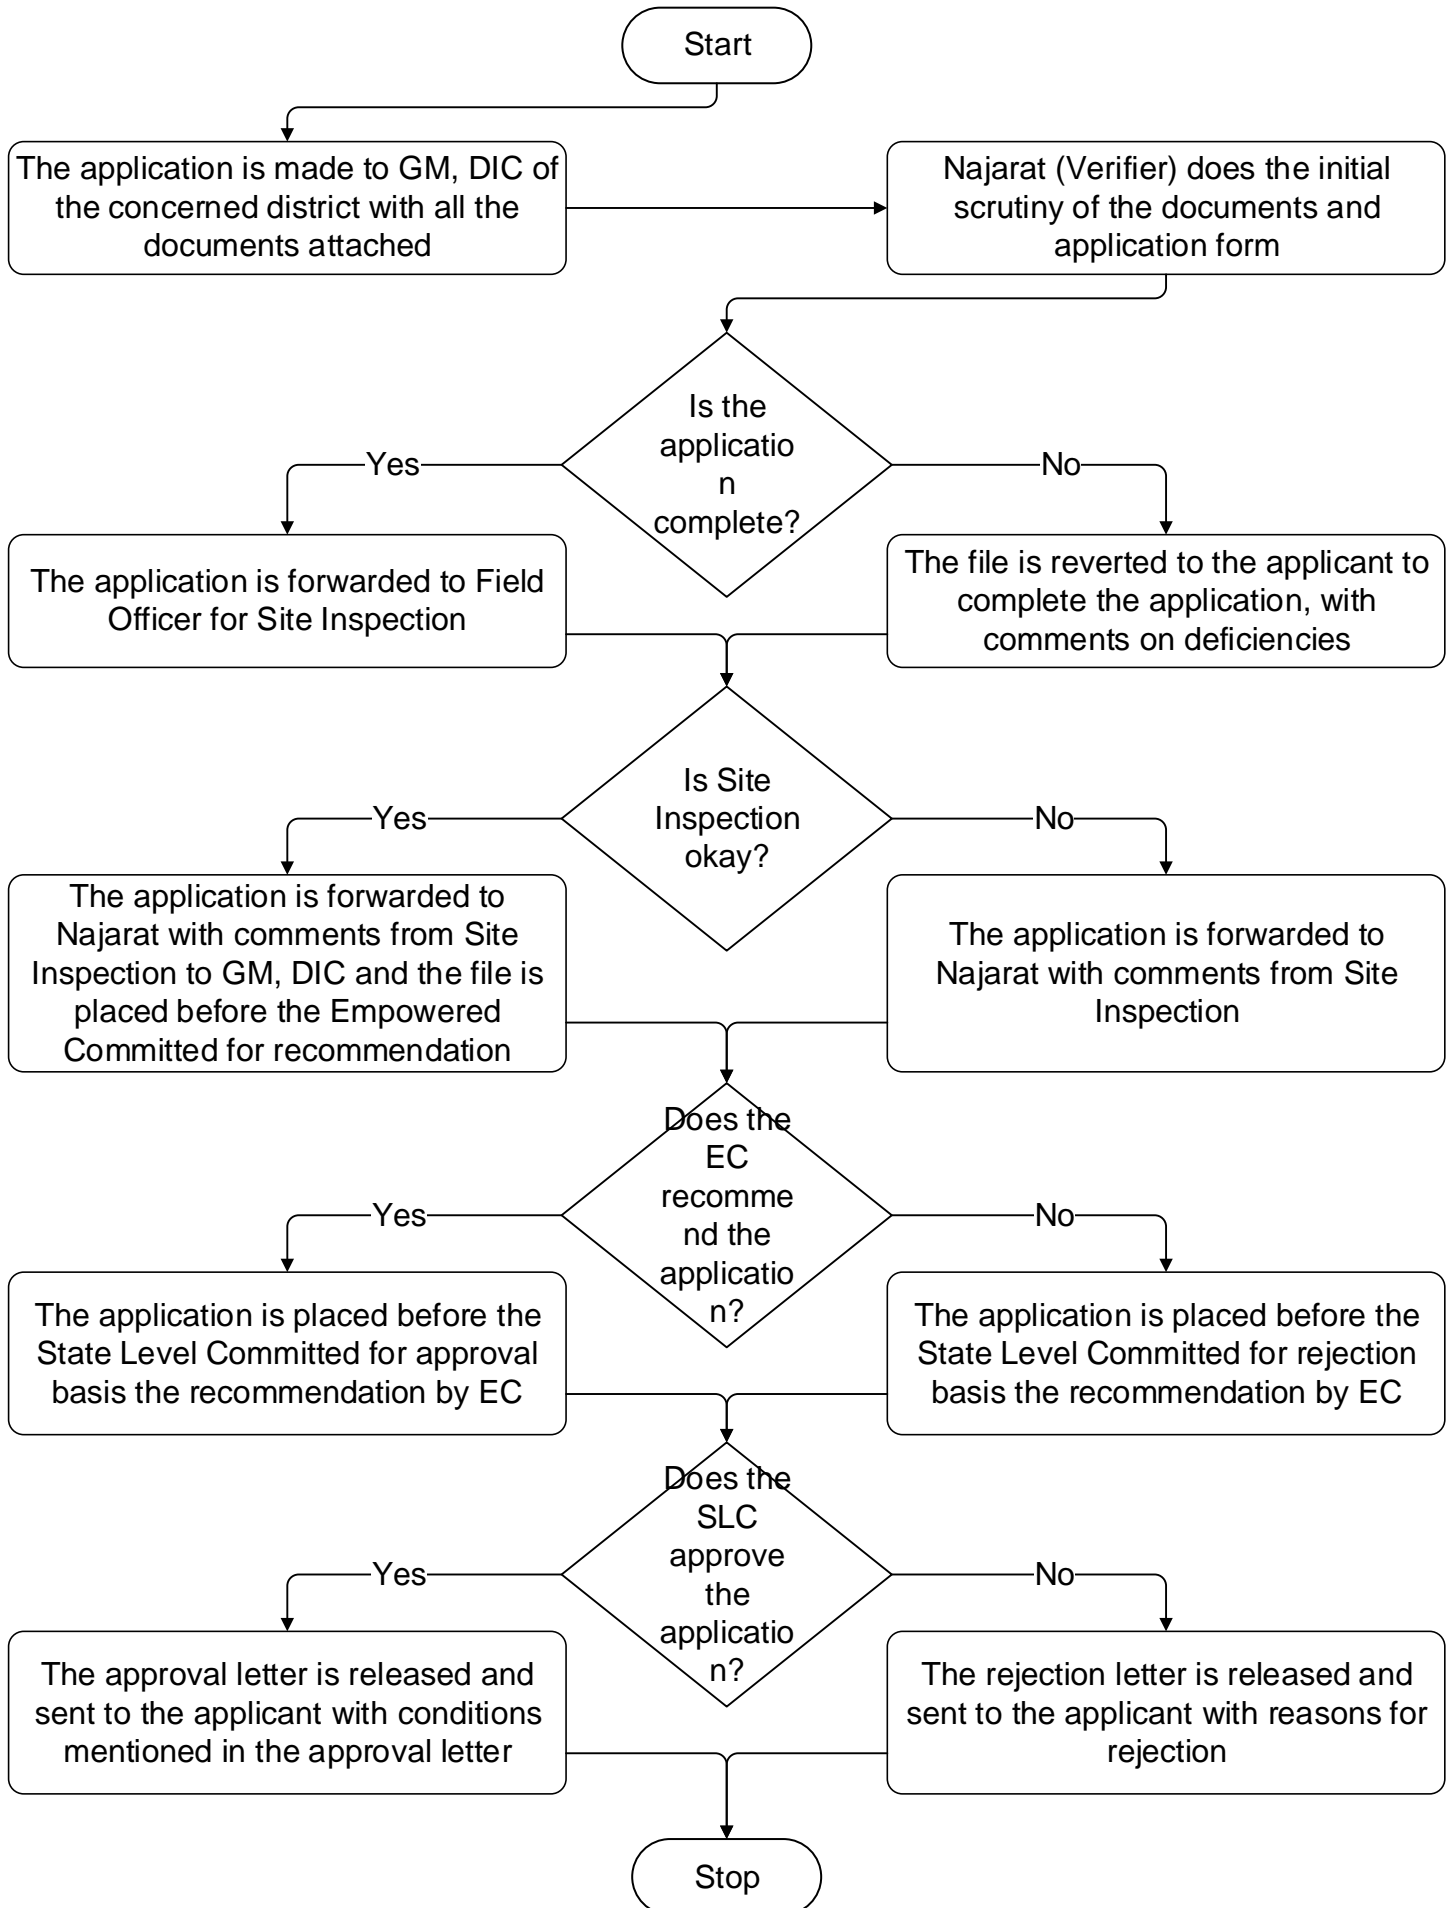 Start
The application is made to GM, DIC of
the concerned district with all the
documents attached
Najarat (Verifier) does the initial
scrutiny of the documents and
application form
Is the
applicatio
n
complete?
Yes
No
The application is forwarded to Field
Officer for Site Inspection
The file is reverted to the applicant to
complete the application, with
comments on deficiencies
Is Site
Inspection
okay?
Yes
No
The application is forwarded to
Najarat with comments from Site
Inspection to GM, DIC and the file is
placed before the Empowered
Committed for recommendation
The application is forwarded to
Najarat with comments from Site
Inspection
Does the
EC
recomme
nd the
applicatio
n?
Yes
No
The application is placed before the
State Level Committed for approval
basis the recommendation by EC
The application is placed before the
State Level Committed for rejection
basis the recommendation by EC
Does the
SLC
approve
the
applicatio
n?
Yes
No
The approval letter is released and
sent to the applicant with conditions
mentioned in the approval letter
The rejection letter is released and
sent to the applicant with reasons for
rejection
Stop